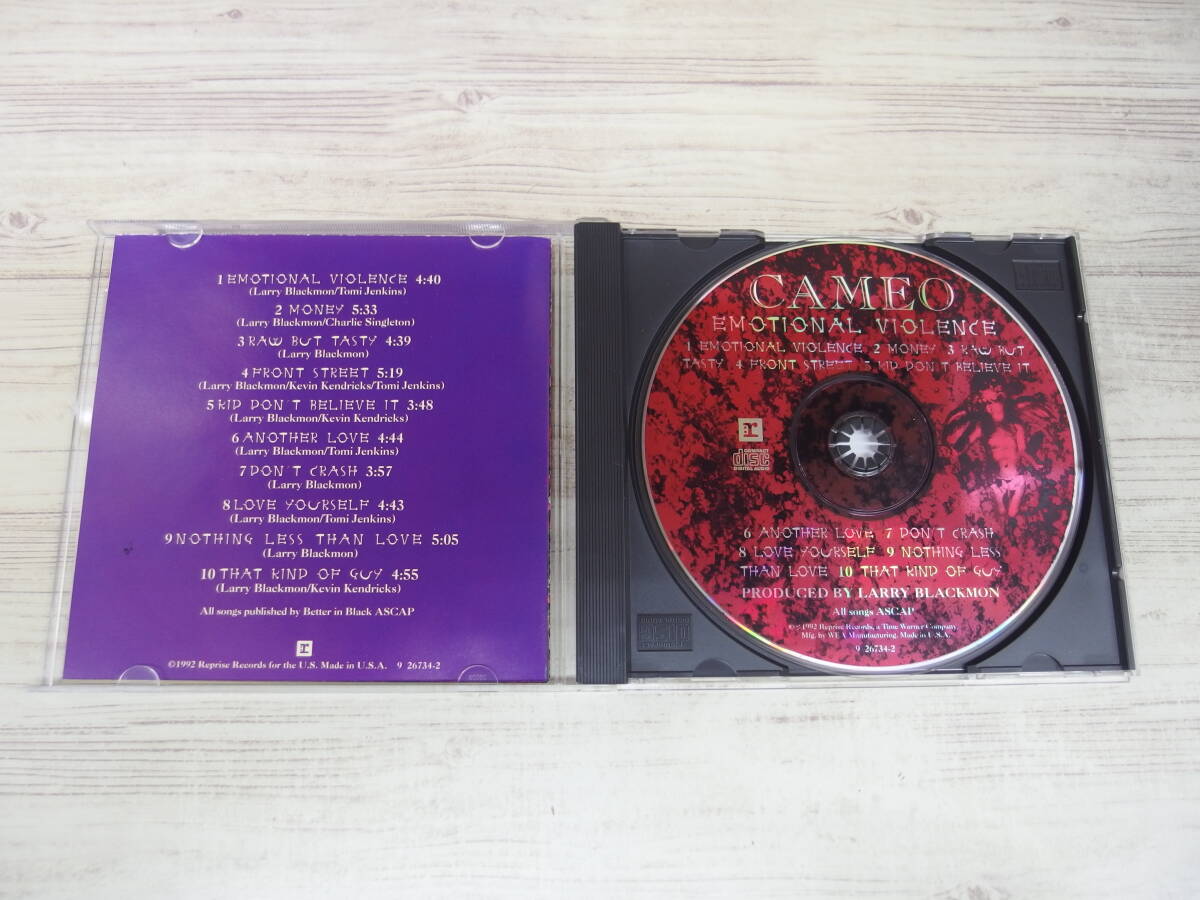 1 EMOTIONAL VIOLENCE 4:40
(Larry Blackmon/Tomi Jenkins)
2 MONEY 5:33
(Larry Blackmon/Charlie Singleton)
3 RAW BUT TASTY 4:39
(Larry Blackmon)
4 FRONT STREET 5:19
(Larry Blackmon/Kevin Kendricks/Tomi Jenkins)
5 KID DON'T BELIEVE IT 3:48
(Larry Blackmon/Kevin Kendricks)
6 ANOTHER LOVE 4:44
(Larry Blackmon/Tomi Jenkins)
7 DON'T CRASH 3:57
(Larry Blackmon)
8 LOVE YOURSELF 4:43
(Larry Blackmon/Tomi Jenkins)
9 NOTHING LESS THAN LOVE 5:05
(Larry Blackmon)
10 THAT KIND OF GUY 4:55
(Larry Blackmon/Kevin Kendricks)
All songs published by Better in Black ASCAP
r
©1992 Reprise Records for the U.S. Made in U.S.A. 9 26734-2
CAMEO
EMOTIONAL VIOLENCE
1 EMOTIONAL VIOLENCE 2 MONEY 3 RAW BUT
TASTY 4 FRONT STREET 5 KID DON'T BELIEVE IT
r
COMPACT
disc
DIGITAL AUDIO
6 ANOTHER LOVE 7 DON'T CRASH
8 LOVE YOURSELF 9 NOTHING LESS
THAN LOVE 10 THAT KIND OF GUY
PRODUCED BY LARRY BLACKMON
All songs ASCAP
©℗ 1992 Reprise Records, a Time Warner Company.
Mfg. by WEA Manufacturing. Made in U.S.A.
9 26734-2